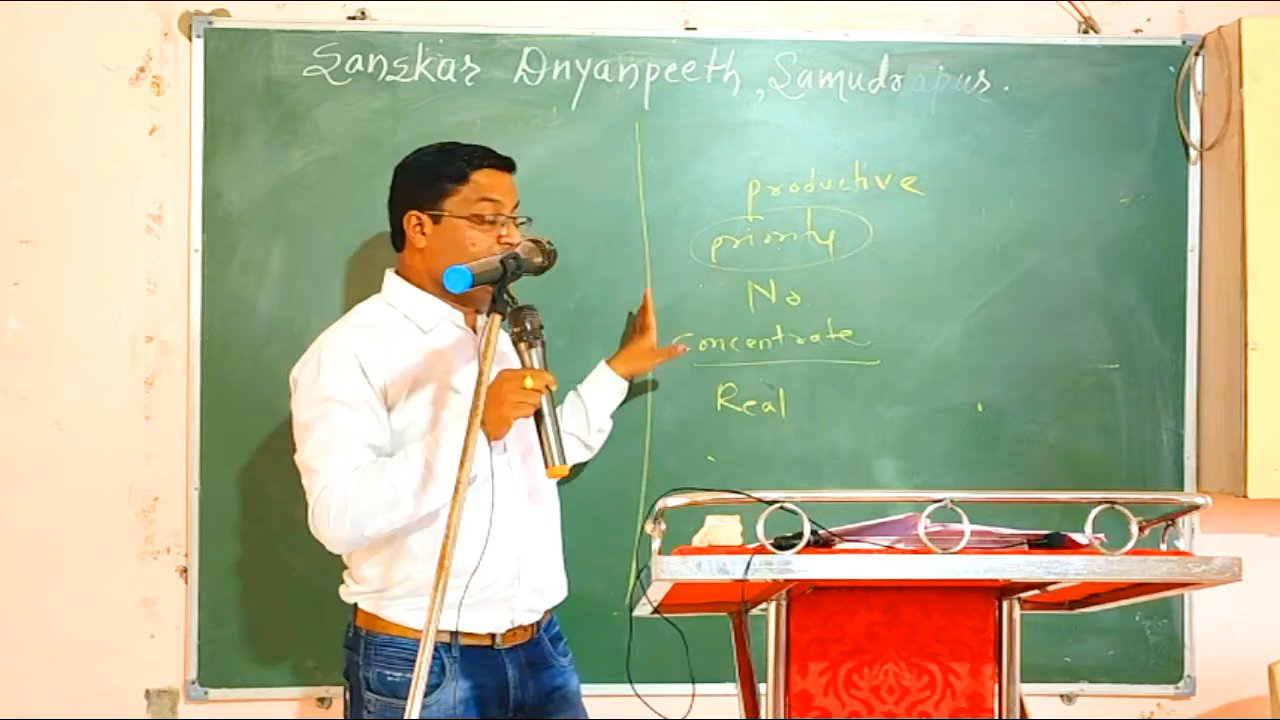 Sanskar Dnyanpeeth, Samudrapur.
productive
priority
No
concentrate
Real